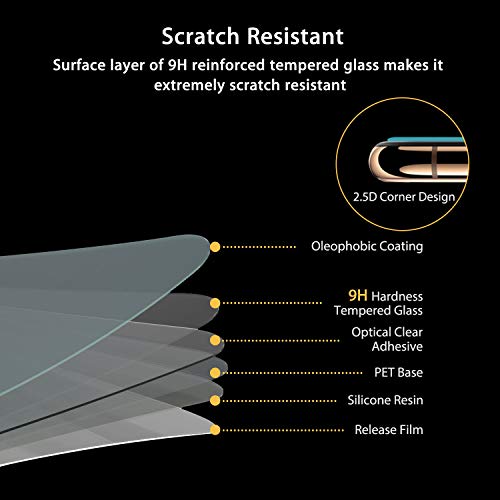 Scratch Resistant
Surface layer of 9H reinforced tempered glass makes it
extremely scratch resistant
2.5D Corner Design
Oleophobic Coating
9H Hardness
Tempered Glass
Optical Clear
Adhesive
PET Base
Silicone Resin
Release Film